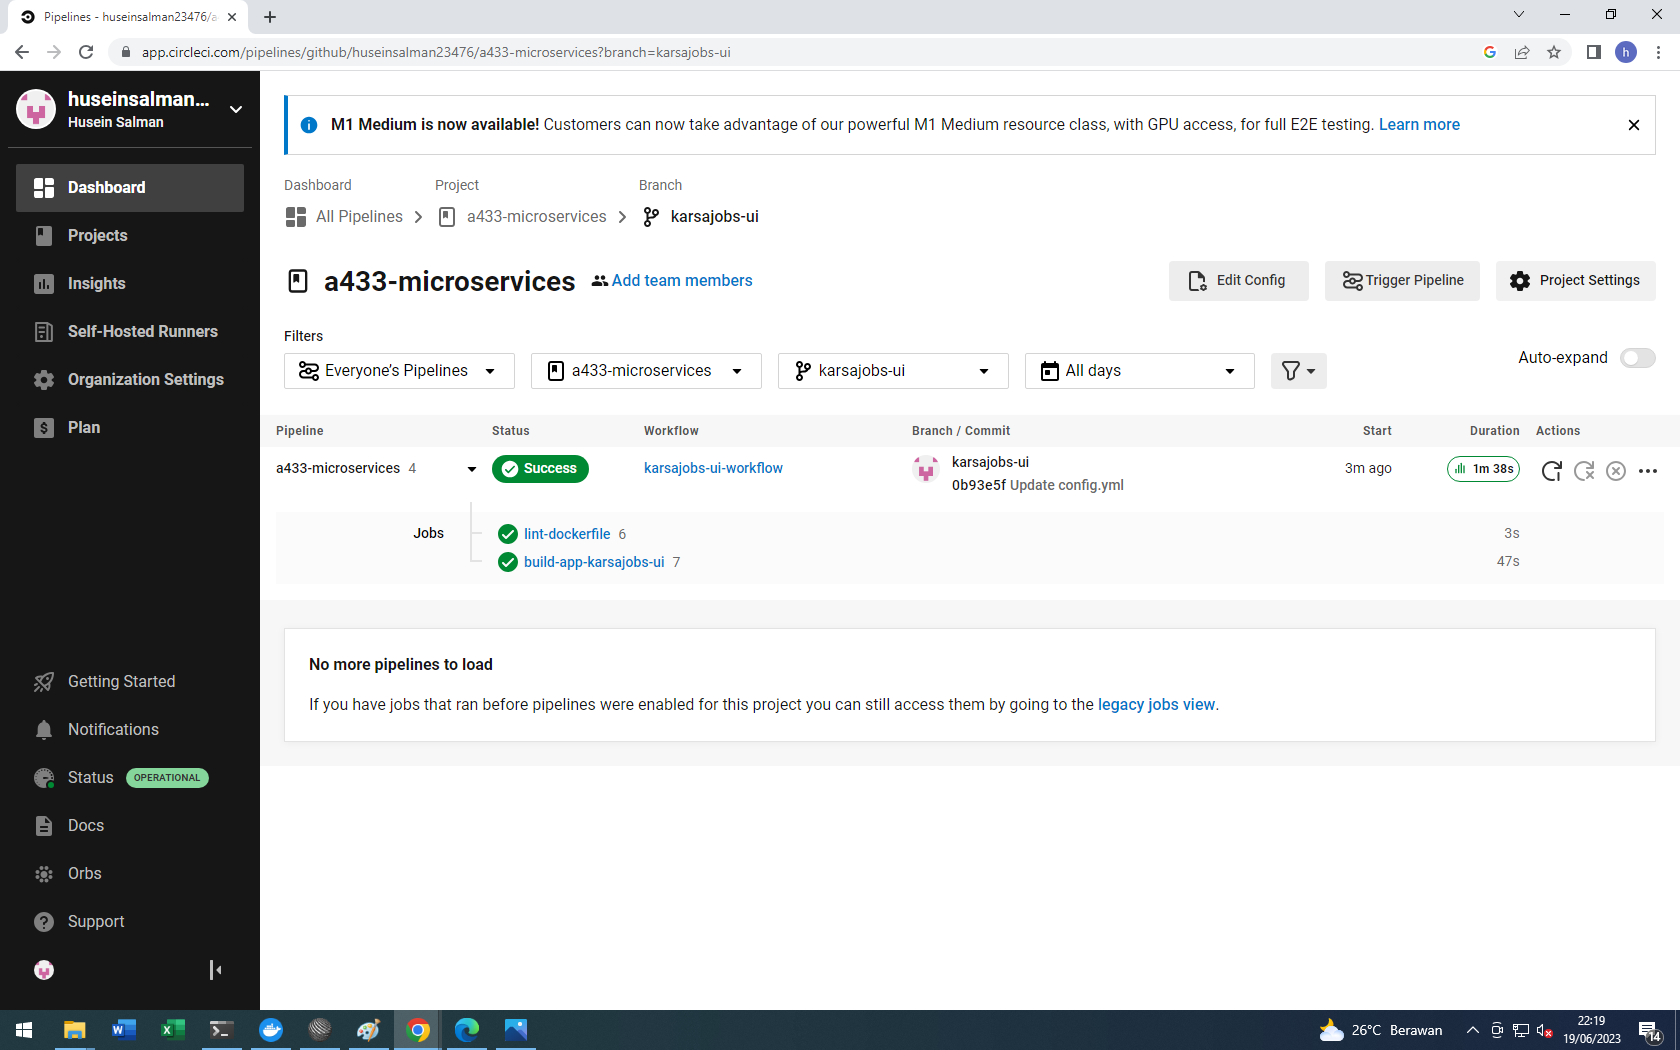 Pipelines - huseinsalman23476/a
app.circleci.com/pipelines/github/huseinsalman23476/a433-microservices?branch=karsajobs-ui
h
huseinsalman...
Husein Salman
Dashboard
Projects
Insights
Self-Hosted Runners
Organization Settings
Plan
Getting Started
Notifications
Status OPERATIONAL
Docs
Orbs
Support
M1 Medium is now available! Customers can now take advantage of our powerful M1 Medium resource class, with GPU access, for full E2E testing. Learn more
Dashboard Project Branch
All Pipelines a433-microservices karsajobs-ui
a433-microservices Add team members
Edit Config Trigger Pipeline Project Settings
Filters
Everyone’s Pipelines a433-microservices karsajobs-ui All days
Auto-expand
Pipeline Status Workflow Branch / Commit Start Duration Actions
a433-microservices 4 Success karsajobs-ui-workflow karsajobs-ui 3m ago 1m 38s
0b93e5f Update config.yml
Jobs lint-dockerfile 6 3s
build-app-karsajobs-ui 7 47s
No more pipelines to load
If you have jobs that ran before pipelines were enabled for this project you can still access them by going to the legacy jobs view.
26°C Berawan
22:19
19/06/2023
14